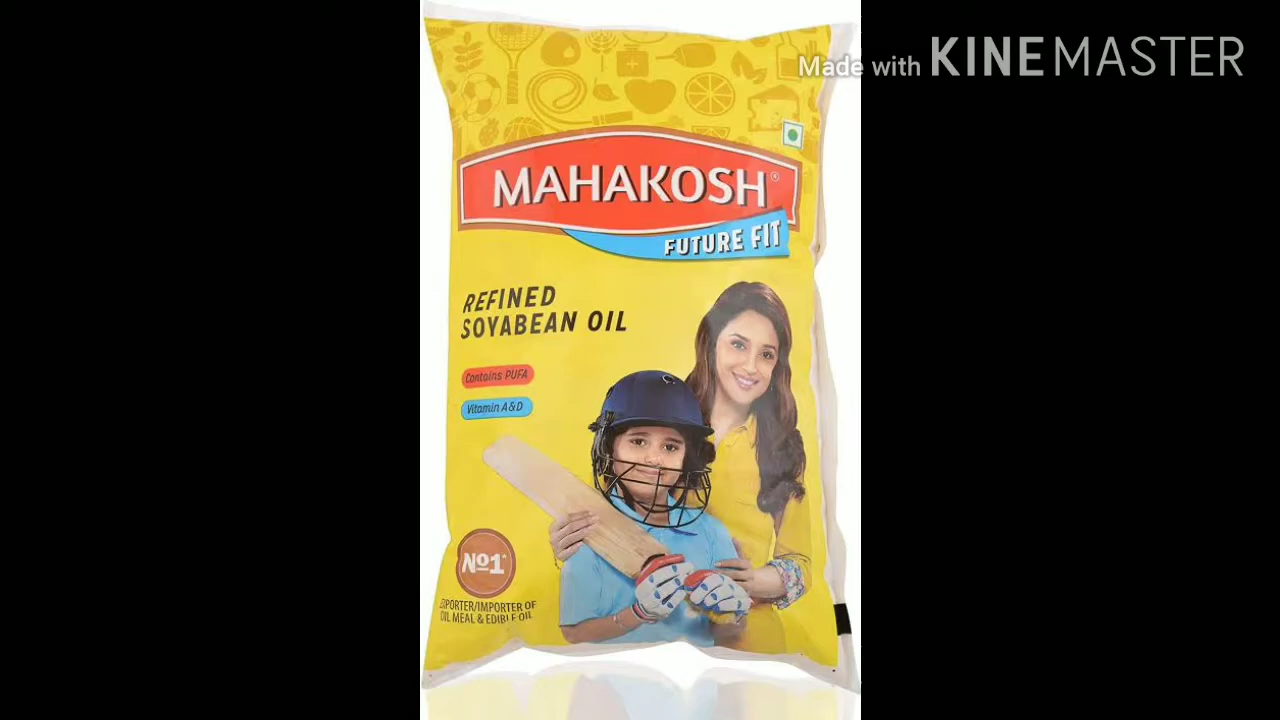 Made with KINEMASTER
MAHAKOSH®
FUTURE FIT
REFINED
SOYABEAN OIL
Contains PUFA
Vitamin A&D
No1*
EXPORTER/IMPORTER OF
OIL MEAL & EDIBLE OIL